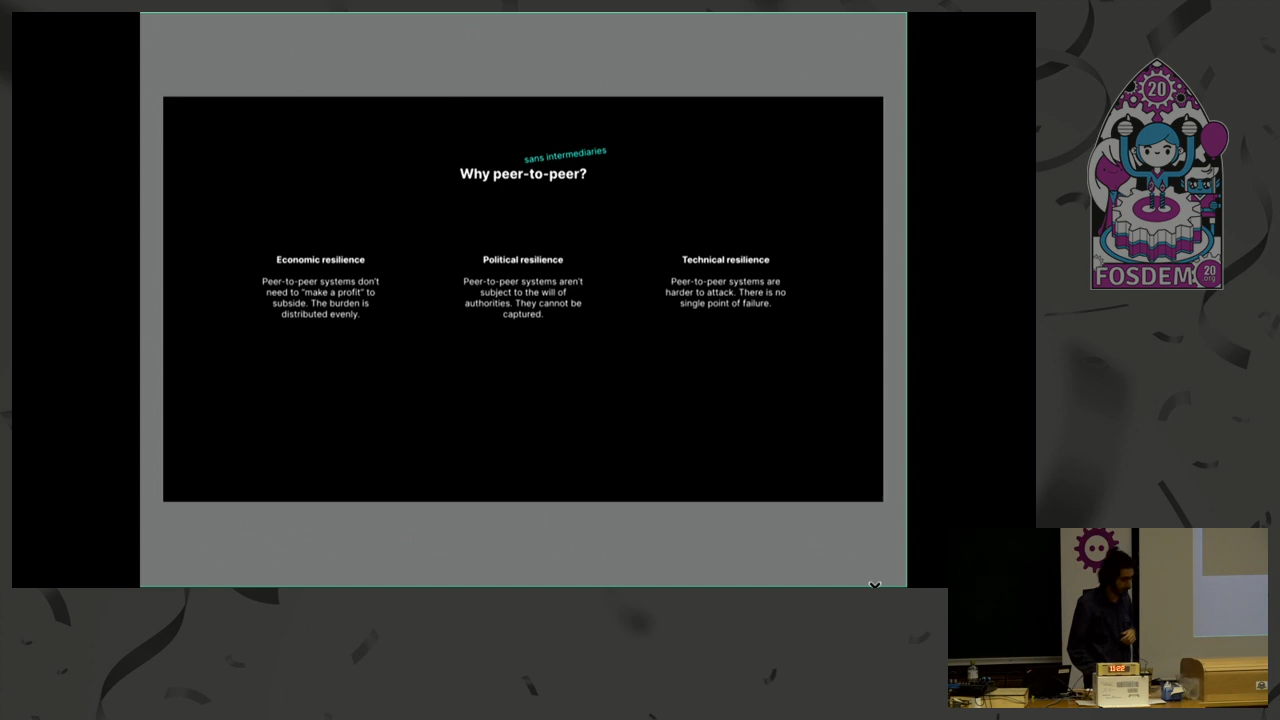 sans intermediaries
Why peer-to-peer?
Economic resilience
Peer-to-peer systems don't
need to "make a profit" to
subside. The burden is
distributed evenly.
Political resilience
Peer-to-peer systems aren't
subject to the will of
authorities. They cannot be
captured.
Technical resilience
Peer-to-peer systems are
harder to attack. There is no
single point of failure.
20
FOSDEM
20
.org
11:22